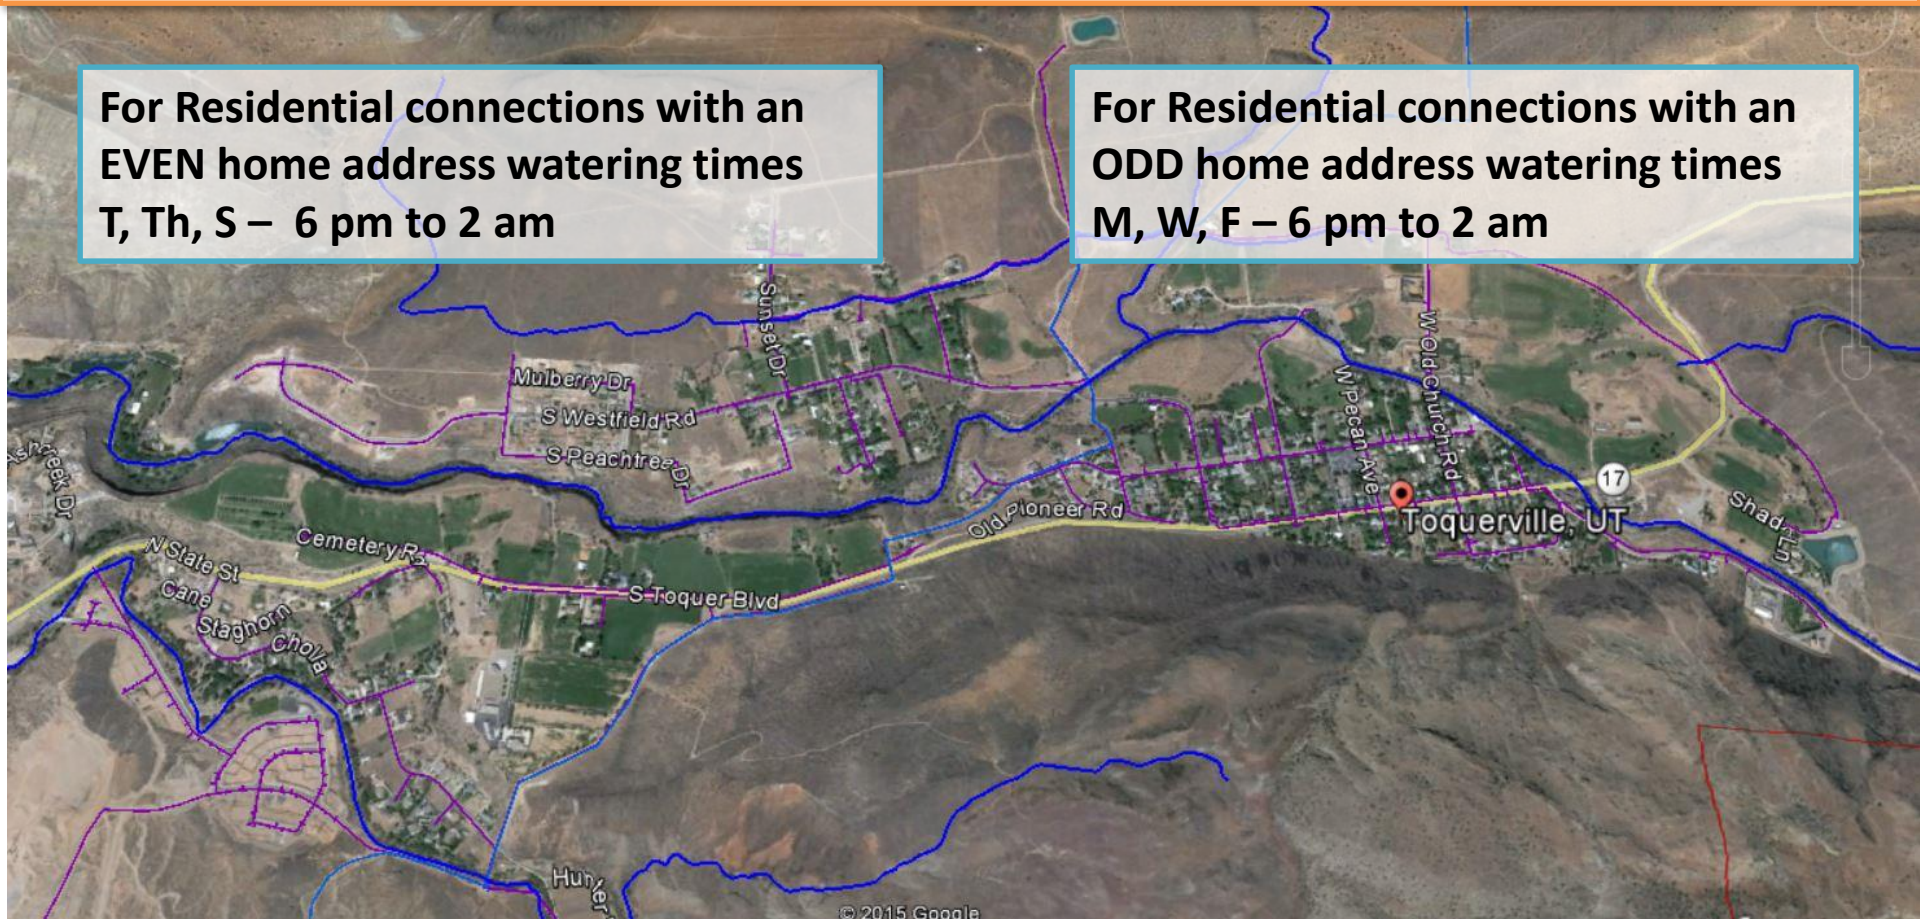 For Residential connections with an
EVEN home address watering times
T, Th, S – 6 pm to 2 am
For Residential connections with an
ODD home address watering times
M, W, F – 6 pm to 2 am
Sunset Dr
Mulberry Dr
S Westfield Rd
S Peachtree Dr
W Pecan Ave
W Old Church Rd
17
Toquerville, UT
Old Pioneer Rd
Cemetery Rd
N State St
Cane
Staghorn
Cholla
S Toquer Blvd
© 2015 Google